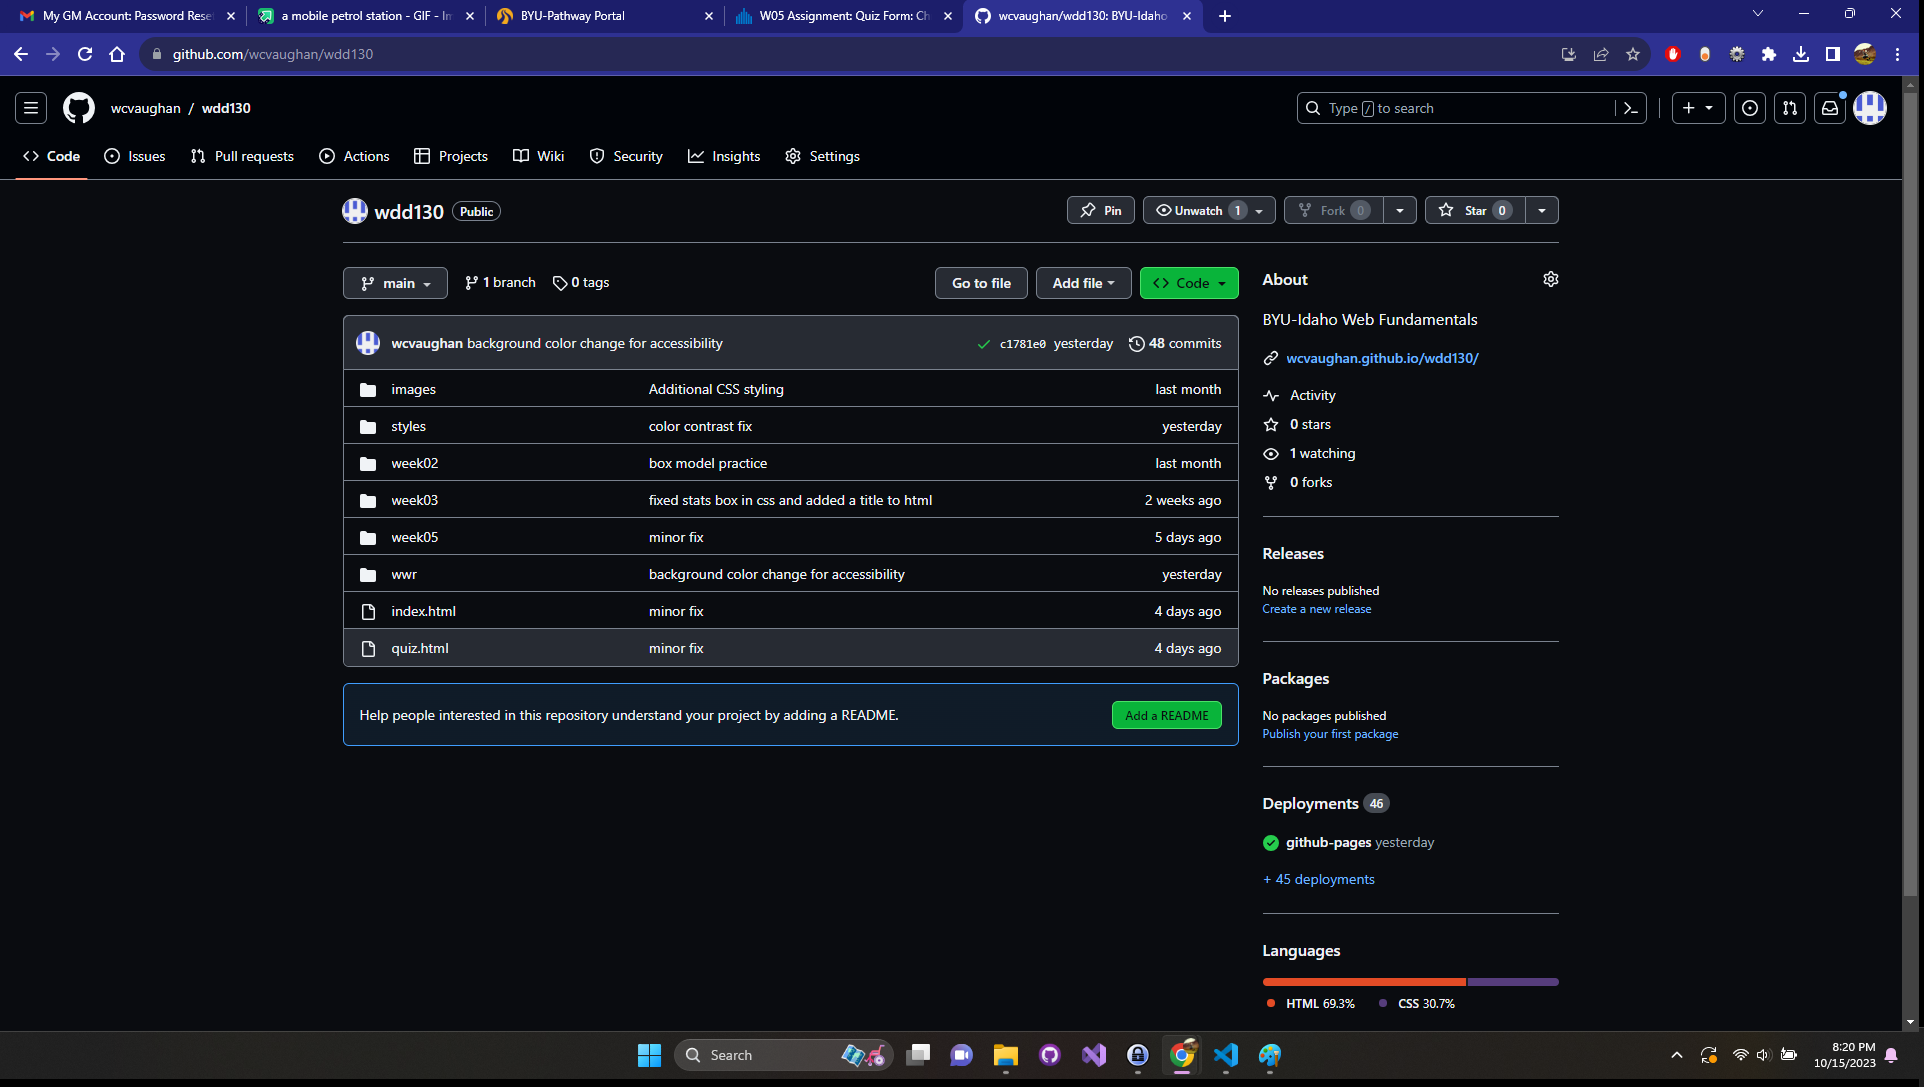 My GM Account: Password Rese
a mobile petrol station - GIF - Im
BYU-Pathway Portal
W05 Assignment: Quiz Form: Ch
wcvaughan/wdd130: BYU-Idaho
github.com/wcvaughan/wdd130
wcvaughan / wdd130
Type / to search
Code
Issues
Pull requests
Actions
Projects
Wiki
Security
Insights
Settings
wdd130 Public
Pin
Unwatch 1
Fork 0
Star 0
main
1 branch
0 tags
Go to file
Add file
Code
wcvaughan background color change for accessibility c1781e0 yesterday 48 commits
images Additional CSS styling last month
styles color contrast fix yesterday
week02 box model practice last month
week03 fixed stats box in css and added a title to html 2 weeks ago
week05 minor fix 5 days ago
wwr background color change for accessibility yesterday
index.html minor fix 4 days ago
quiz.html minor fix 4 days ago
Help people interested in this repository understand your project by adding a README.
Add a README
About
BYU-Idaho Web Fundamentals
wcvaughan.github.io/wdd130/
Activity
0 stars
1 watching
0 forks
Releases
No releases published
Create a new release
Packages
No packages published
Publish your first package
Deployments 46
github-pages yesterday
+ 45 deployments
Languages
HTML 69.3% CSS 30.7%
Search
8:20 PM
10/15/2023